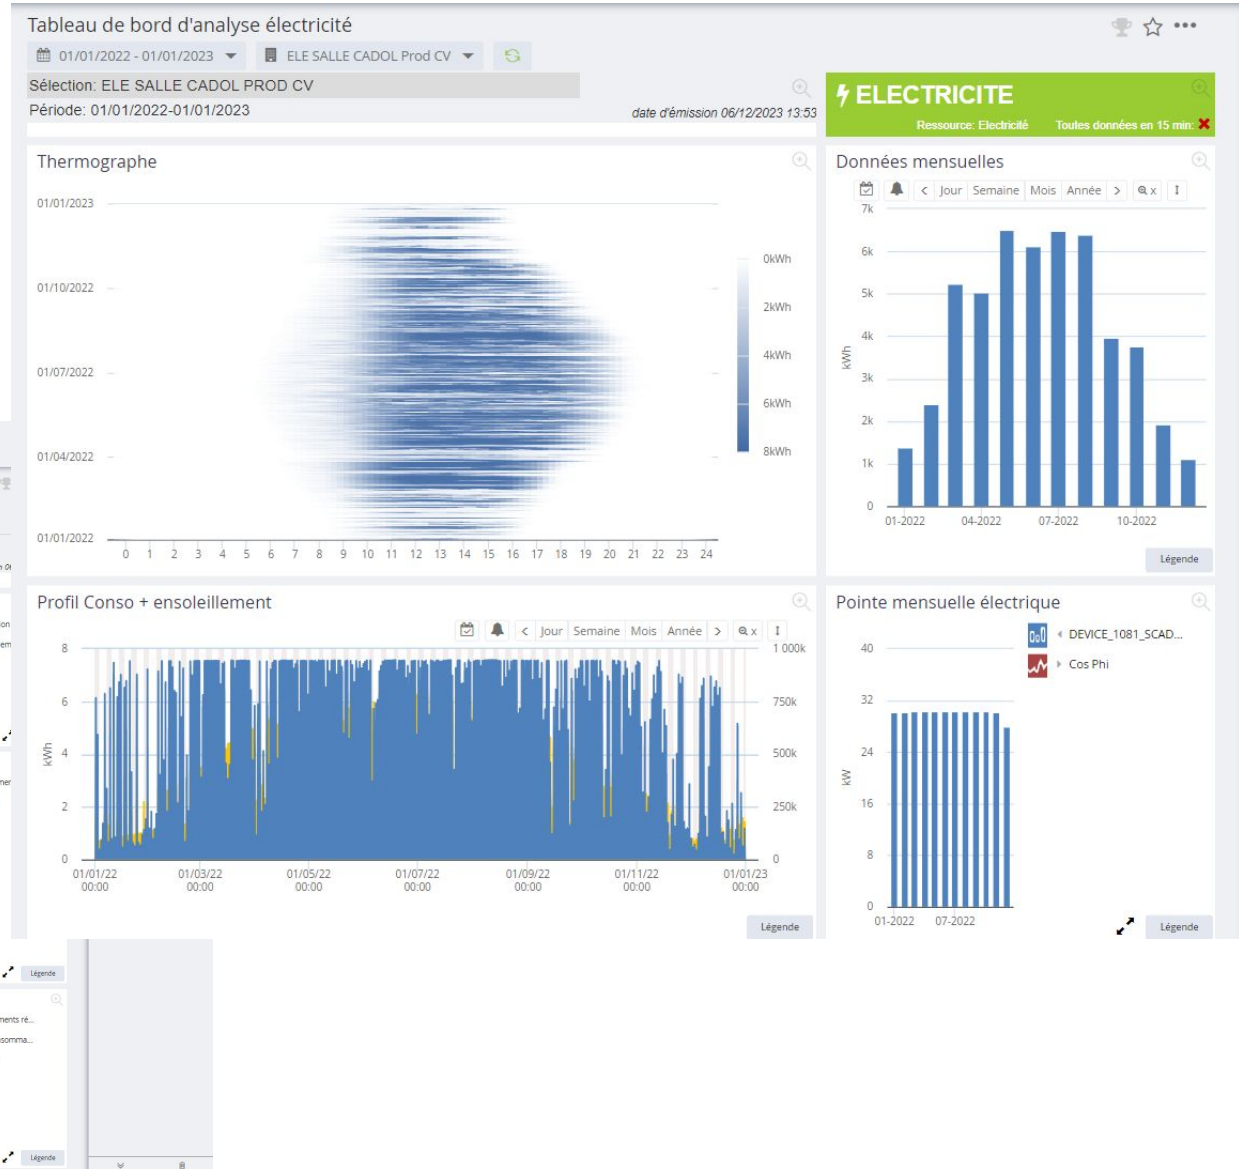 Tableau de bord d'analyse électricité
01/01/2022 - 01/01/2023
ELE SALLE CADOL Prod CV
Sélection: ELE SALLE CADOL PROD CV
Période: 01/01/2022-01/01/2023
date d'émission 06/12/2023 13:53
ELECTRICITE
Ressource: Electricité Toutes données en 15 min:
Thermographe
01/01/2023
01/10/2022
01/07/2022
01/04/2022
01/01/2022
0 1 2 3 4 5 6 7 8 9 10 11 12 13 14 15 16 17 18 19 20 21 22 23 24
0kWh
2kWh
4kWh
6kWh
8kWh
Données mensuelles
< Jour Semaine Mois Année > x
7k
6k
5k
4k
3k
2k
1k
0
kWh
01-2022 04-2022 07-2022 10-2022
Légende
Profil Conso + ensoleillement
< Jour Semaine Mois Année > x
8
6
4
2
0
kWh
1 000k
750k
500k
250k
0
01/01/22 01/03/22 01/05/22 01/07/22 01/09/22 01/11/22 01/01/23
00:00 00:00 00:00 00:00 00:00 00:00 00:00
Légende
Pointe mensuelle électrique
DEVICE_1081_SCAD...
Cos Phi
40
32
24
16
8
0
kW
01-2022 07-2022
Légende
Légende
ments ré...
nsomma...
Légende